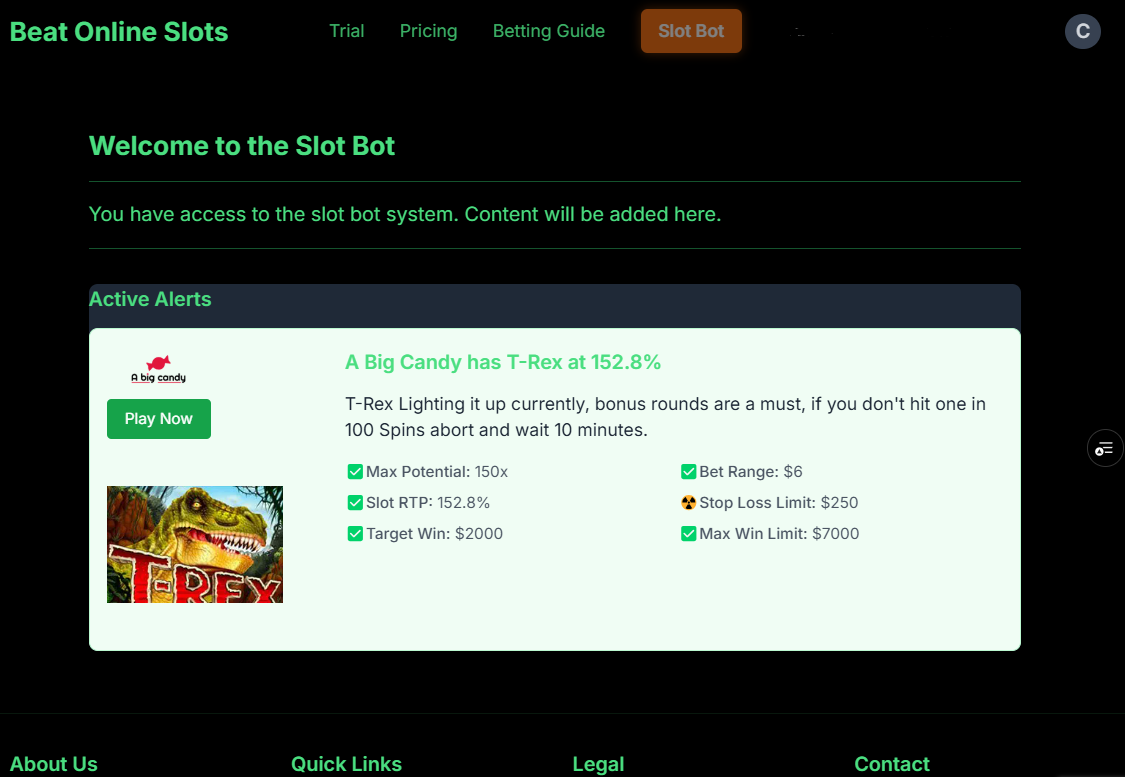 Beat Online Slots
Trial
Pricing
Betting Guide
Slot Bot
C
Welcome to the Slot Bot
You have access to the slot bot system. Content will be added here.
Active Alerts
A big candy
Play Now
T-REX
A Big Candy has T-Rex at 152.8%
T-Rex Lighting it up currently, bonus rounds are a must, if you don't hit one in
100 Spins abort and wait 10 minutes.
Max Potential: 150x
Bet Range: $6
Slot RTP: 152.8%
Stop Loss Limit: $250
Target Win: $2000
Max Win Limit: $7000
About Us
Quick Links
Legal
Contact